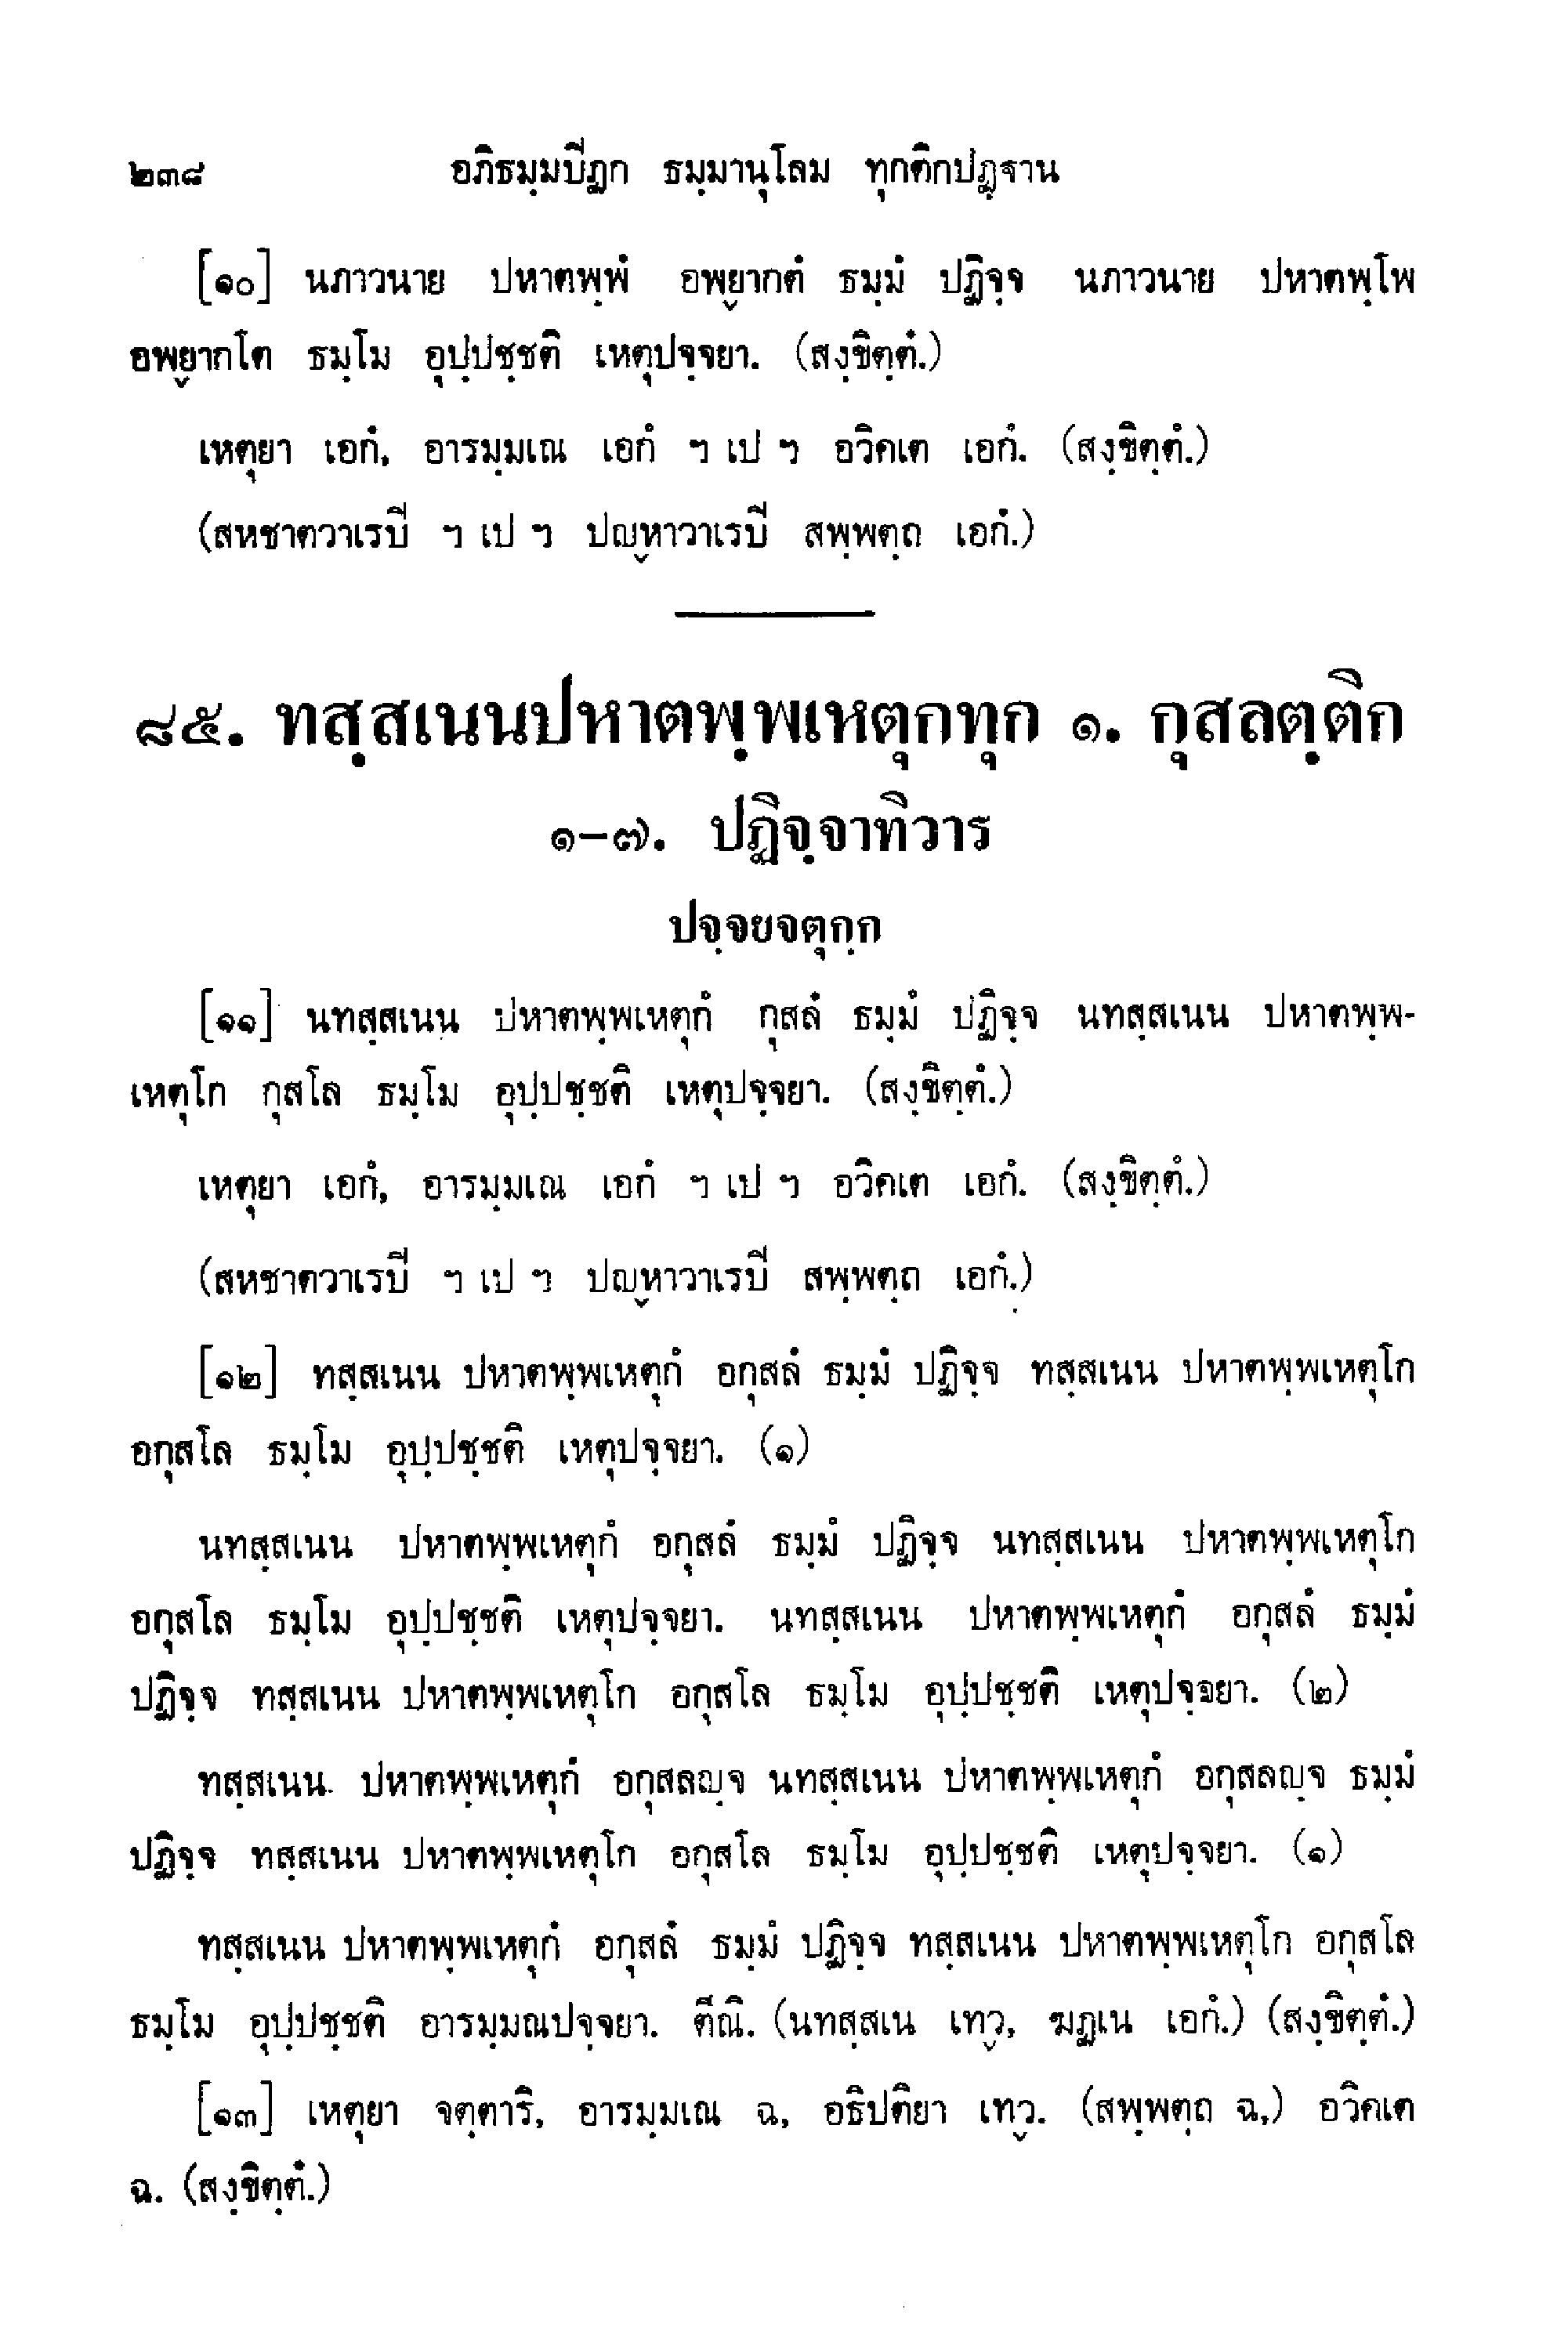 ๒๓๘ อภิธมฺมปิฏก ธมฺมานุโลม ทุกติกปฏฺฐาน
[๑๐] นภาวนาย ปหาตพฺพํ อพฺยากตํ ธมฺมํ ปฏิจฺจ นภาวนาย ปหาตพฺโพ
อพฺยากโต ธมฺโม อุปฺปชฺชติ เหตุปจฺจยา. (สงฺขิตฺตํ.)
เหตุยา เอกํ, อารมฺมเณ เอกํ ฯ เป ฯ อวิคเต เอกํ. (สงฺขิตฺตํ.)
(สหชาตวาเรปิ ฯ เป ฯ ปญฺหาวาเรปิ สพฺพตฺถ เอกํ.)
๘๕. ทสฺสเนนปหาตพฺพเหตุกทุก ๑. กุสลตฺติก
๑-๗. ปฏิจฺจาทิวาร
ปจฺจยจตุกฺก
[๑๑] นทสฺสเนน ปหาตพฺพเหตุกํ กุสลํ ธมฺมํ ปฏิจฺจ นทสฺสเนน ปหาตพฺพ-
เหตุโก กุสโล ธมฺโม อุปฺปชฺชติ เหตุปจฺจยา. (สงฺขิตฺตํ.)
เหตุยา เอกํ, อารมฺมเณ เอกํ ฯ เป ฯ อวิคเต เอกํ. (สงฺขิตฺตํ.)
(สหชาตวาเรปิ ฯ เป ฯ ปญฺหาวาเรปิ สพฺพตฺถ เอกํ.)
[๑๒] ทสฺสเนน ปหาตพฺพเหตุกํ อกุสลํ ธมฺมํ ปฏิจฺจ ทสฺสเนน ปหาตพฺพเหตุโก
อกุสโล ธมฺโม อุปฺปชฺชติ เหตุปจฺจยา. (๑)
นทสฺสเนน ปหาตพฺพเหตุกํ อกุสลํ ธมฺมํ ปฏิจฺจ นทสฺสเนน ปหาตพฺพเหตุโก
อกุสโล ธมฺโม อุปฺปชฺชติ เหตุปจฺจยา. นทสฺสเนน ปหาตพฺพเหตุกํ อกุสลํ ธมฺมํ
ปฏิจฺจ ทสฺสเนน ปหาตพฺพเหตุโก อกุสโล ธมฺโม อุปฺปชฺชติ เหตุปจฺจยา. (๒)
ทสฺสเนน ปหาตพฺพเหตุกํ อกุสลญฺจ นทสฺสเนน ปหาตพฺพเหตุกํ อกุสลญฺจ ธมฺมํ
ปฏิจฺจ ทสฺสเนน ปหาตพฺพเหตุโก อกุสโล ธมฺโม อุปฺปชฺชติ เหตุปจฺจยา. (๑)
ทสฺสเนน ปหาตพฺพเหตุกํ อกุสลํ ธมฺมํ ปฏิจฺจ ทสฺสเนน ปหาตพฺพเหตุโก อกุสโล
ธมฺโม อุปฺปชฺชติ อารมฺมณปจฺจยา. ตีณิ. (นทสฺสเน เทฺว, ฆฏเน เอกํ.) (สงฺขิตฺตํ.)
[๑๓] เหตุยา จตฺตาริ, อารมฺมเณ ฉ, อธิปติยา เทฺว. (สพฺพตฺถ ฉ,) อวิคเต
ฉ. (สงฺขิตฺตํ.)